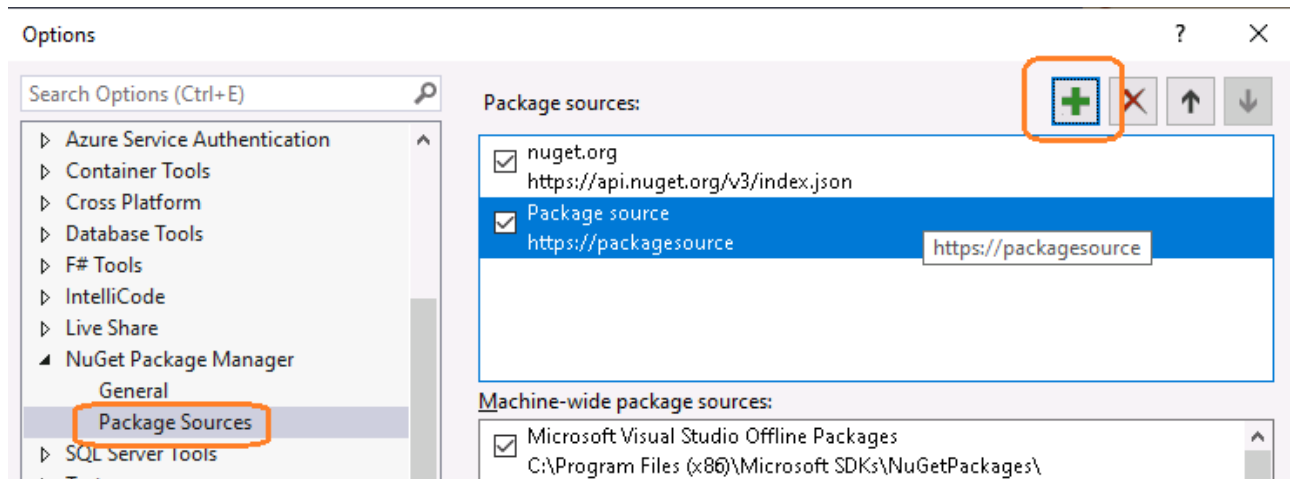 Options
?
Search Options (Ctrl+E)
Azure Service Authentication
Container Tools
Cross Platform
Database Tools
F# Tools
IntelliCode
Live Share
NuGet Package Manager
General
Package Sources
SQL Server Tools
Package sources:
nuget.org
https://api.nuget.org/v3/index.json
Package source
https://packagesource
https://packagesource
Machine-wide package sources:
Microsoft Visual Studio Offline Packages
C:\Program Files (x86)\Microsoft SDKs\NuGetPackages\